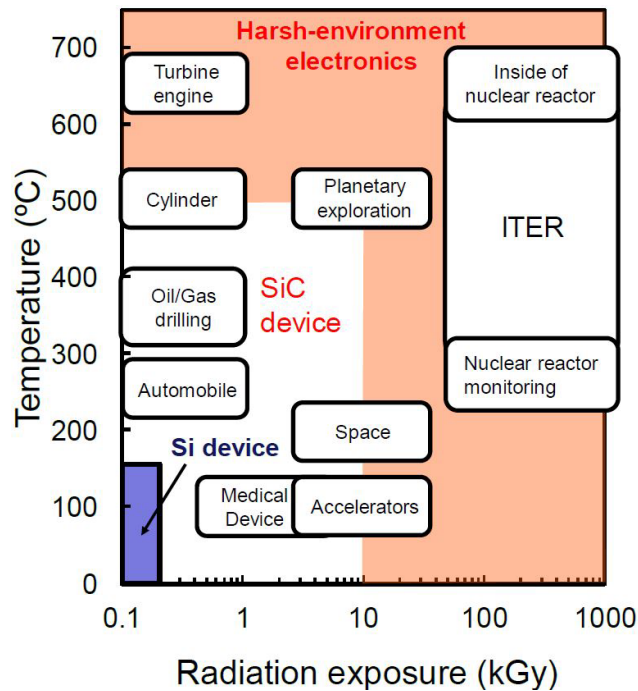 Harsh-environment
electronics
Temperature (ºC)
700
600
500
400
300
200
100
0
Turbine
engine
Inside of
nuclear reactor
Cylinder
Planetary
exploration
ITER
Oil/Gas
drilling
SiC
device
Automobile
Nuclear reactor
monitoring
Si device
Space
Medical
Device
Accelerators
0.1
1
10
100
1000
Radiation exposure (kGy)